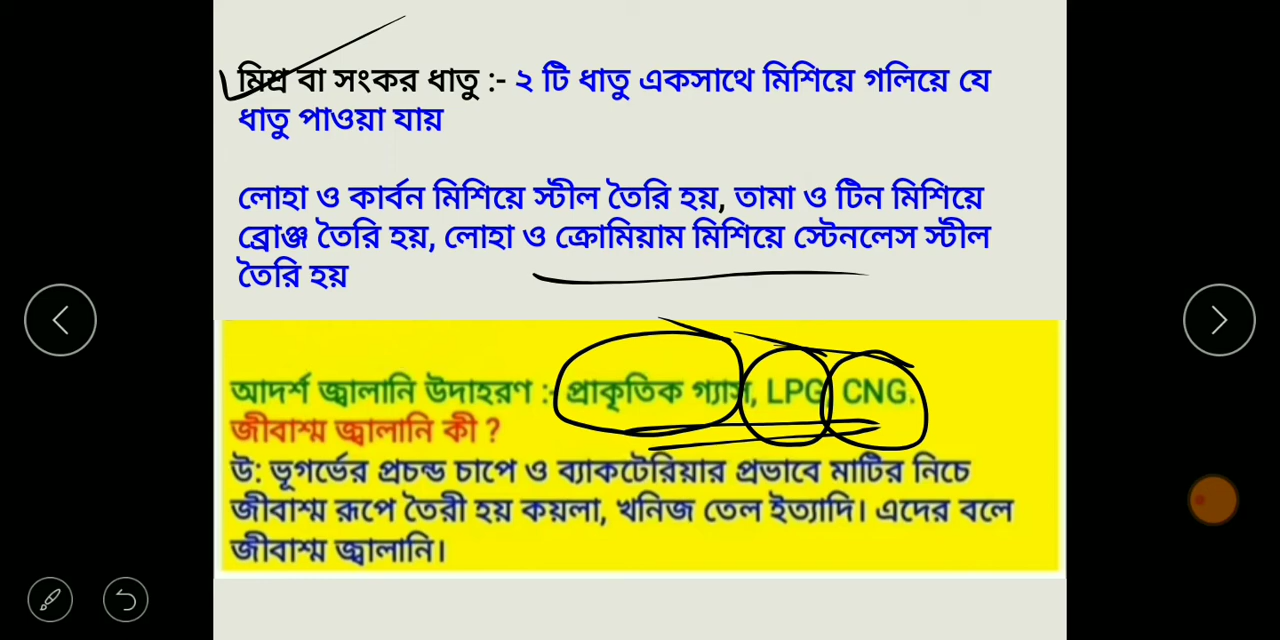 মিশ্র বা সংকর ধাতু :- ২ টি ধাতু একসাথে মিশিয়ে গলিয়ে যে
ধাতু পাওয়া যায়
লোহা ও কার্বন মিশিয়ে স্টীল তৈরি হয়, তামা ও টিন মিশিয়ে
ব্রোঞ্জ তৈরি হয়, লোহা ও ক্রোমিয়াম মিশিয়ে স্টেনলেস স্টীল
তৈরি হয়
আদর্শ জ্বালানি উদাহরণ :- প্রাকৃতিক গ্যাস, LPG, CNG.
জীবাশ্ম জ্বালানি কী ?
উ: ভূগর্ভের প্রচন্ড চাপে ও ব্যাকটেরিয়ার প্রভাবে মাটির নিচে
জীবাশ্ম রূপে তৈরী হয় কয়লা, খনিজ তেল ইত্যাদি। এদের বলে
জীবাশ্ম জ্বালানি।